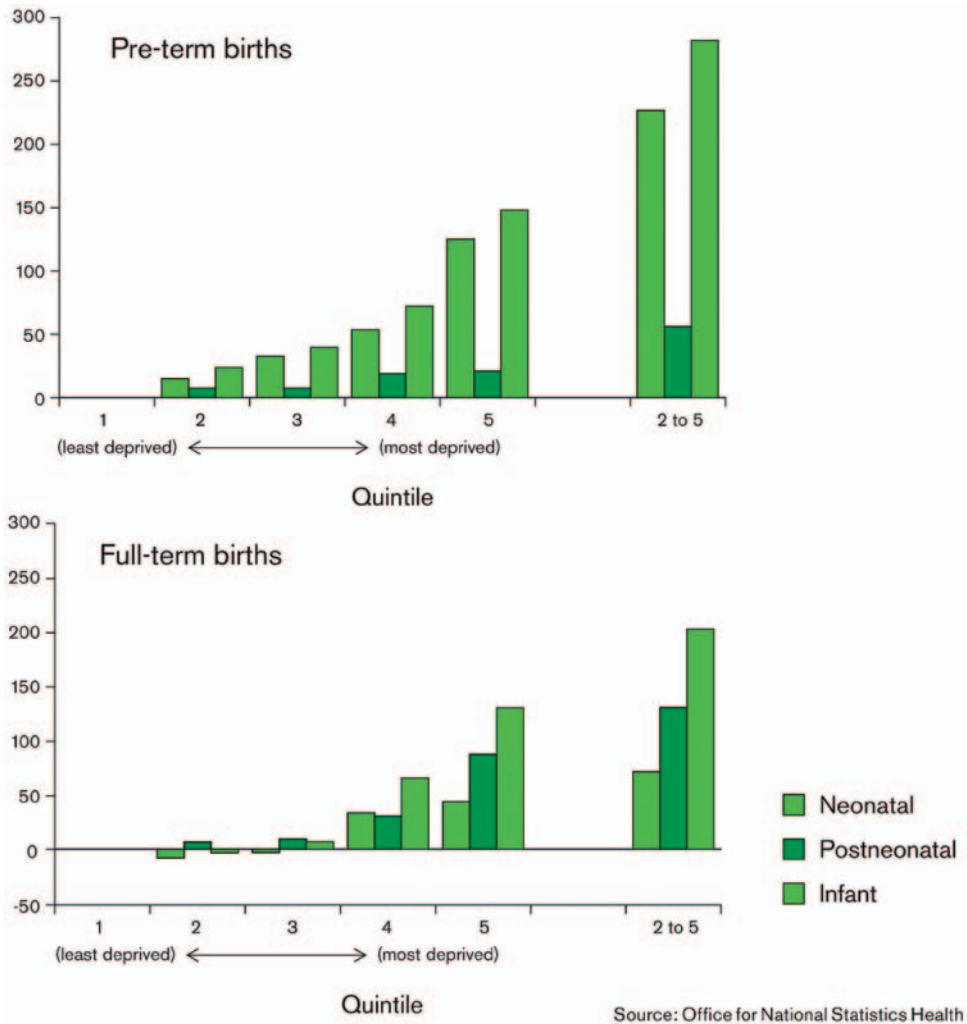 Pre-term births
300
250
200
150
100
50
0
1 2 3 4 5 2 to 5
(least deprived) (most deprived)
Quintile
Full-term births
300
250
200
150
100
50
0
-50
1 2 3 4 5 2 to 5
(least deprived) (most deprived)
Quintile
Neonatal
Postneonatal
Infant
Source: Office for National Statistics Health